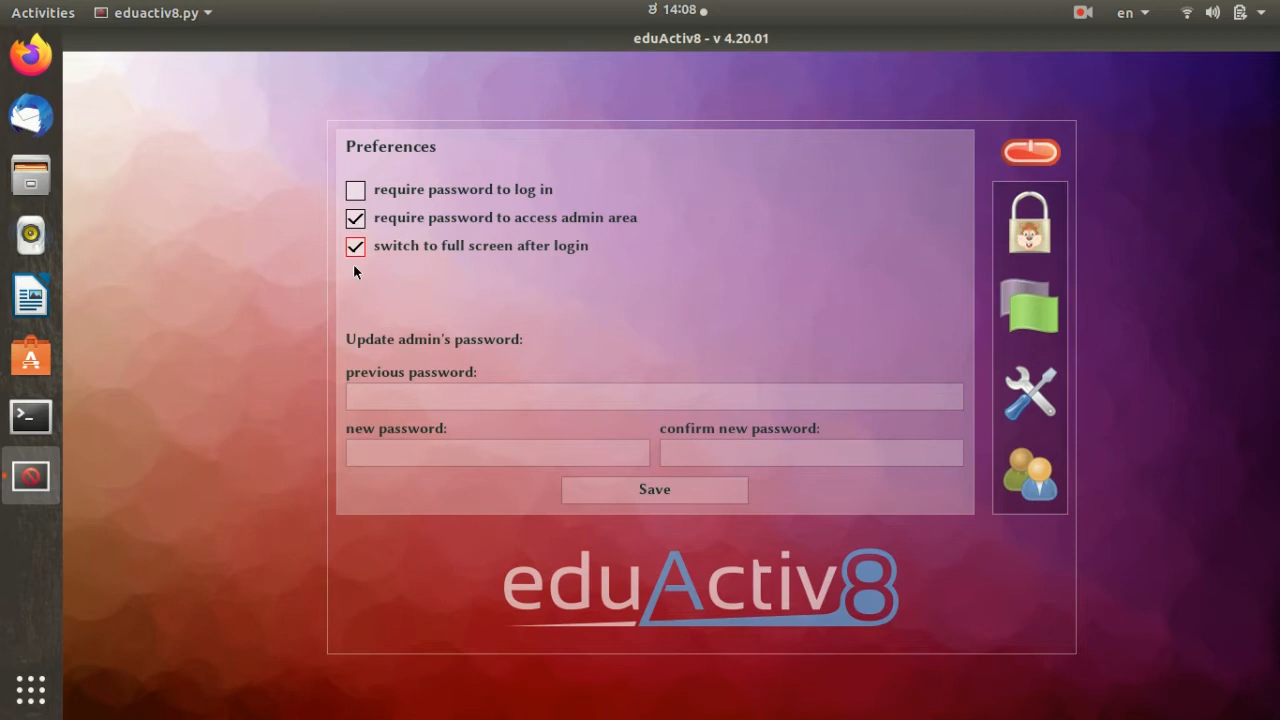 Activities eduactiv8.py 14:08 en
eduActiv8 - v 4.20.01
Preferences
require password to log in
require password to access admin area
switch to full screen after login
Update admin's password:
previous password:
new password: confirm new password:
Save
eduActiv8